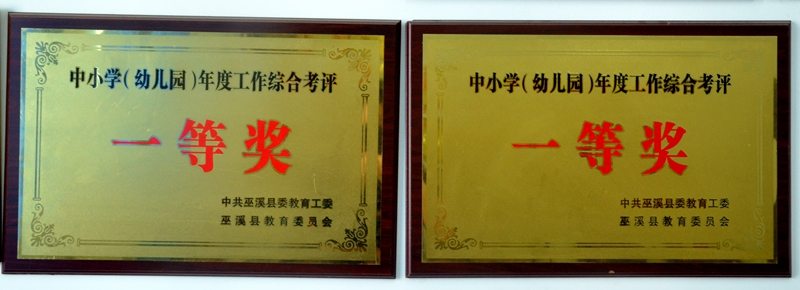 中小学(幼儿园)年度工作综合考评
一等奖
中共巫溪县委教育工委
巫溪县教育委员会
中小学(幼儿园)年度工作综合考评
一等奖
中共巫溪县委教育工委
巫溪县教育委员会